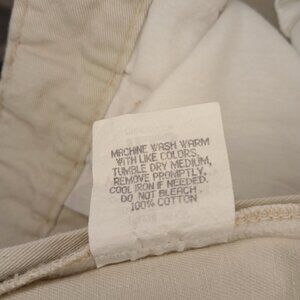 MACHINE WASH WARM
WITH LIKE COLORS,
TUMBLE DRY MEDIUM,
REMOVE PROMPTLY,
COOL IRON IF NEEDED.
DO NOT BLEACH.
100% COTTON